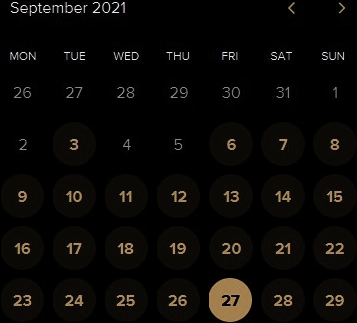 September 2021
MON TUE WED THU FRI SAT SUN
26 27 28 29 30 31 1
2 3 4 5 6 7 8
9 10 11 12 13 14 15
16 17 18 19 20 21 22
23 24 25 26 27 28 29